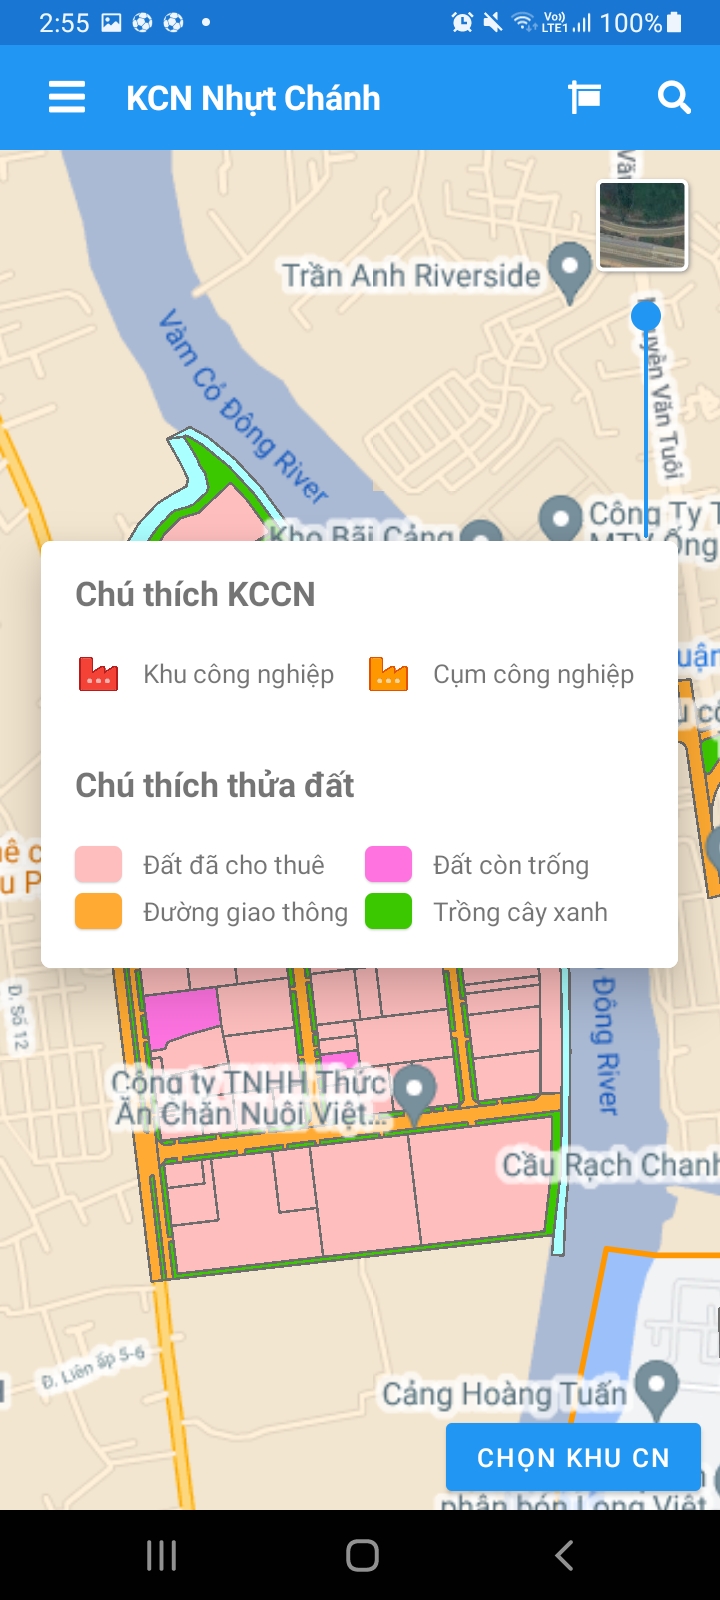 2:55
Vo))
LTE1
100%
KCN Nhựt Chánh
Trần Anh Riverside
Vàm Cỏ Đông River
Văn Tuôi
Kho Bãi Cảng
Công Ty T
MTV Ống
Chú thích KCCN
Khu công nghiệp
Cụm công nghiệp
Chú thích thửa đất
Đất đã cho thuê
Đất còn trống
Đường giao thông
Trồng cây xanh
Đ. Số 12
Đông River
Công ty TNHH Thức
Ăn Chăn Nuôi Việt...
Cầu Rạch Chanh
Đ. Liên ấp 5-6
Cảng Hoàng Tuấn
CHỌN KHU CN
phân bón Long Việt